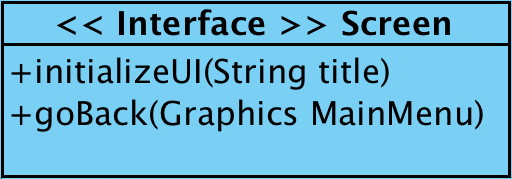 << Interface >> Screen
+initializeUI(String title)
+goBack(Graphics MainMenu)